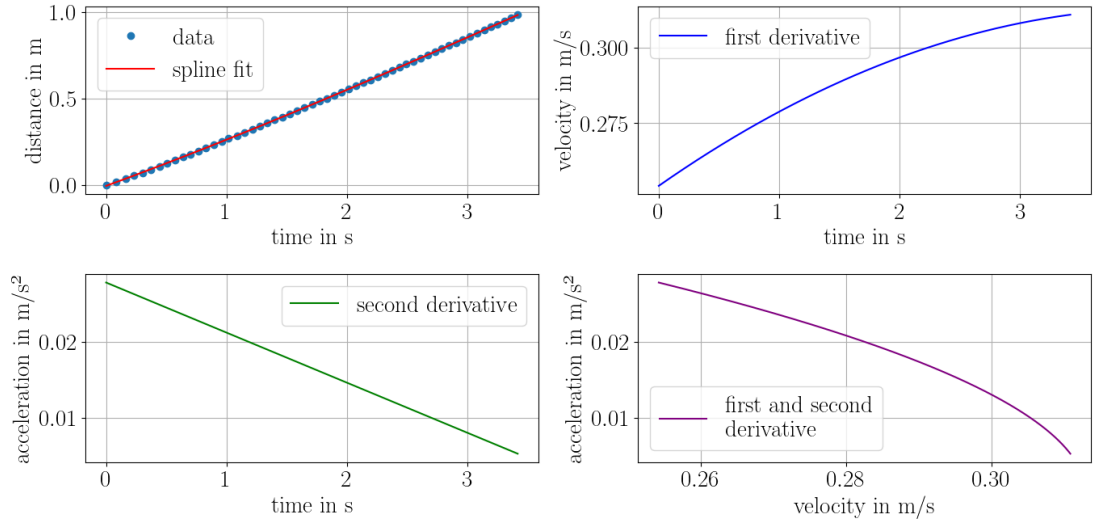 distance in m
1.0
0.5
0.0
data
spline fit
0
1
2
3
time in s
velocity in m/s
0.300
0.275
first derivative
0
1
2
3
time in s
acceleration in m/s²
0.02
0.01
second derivative
0
1
2
3
time in s
acceleration in m/s²
0.02
0.01
first and second
derivative
0.26
0.28
0.30
velocity in m/s